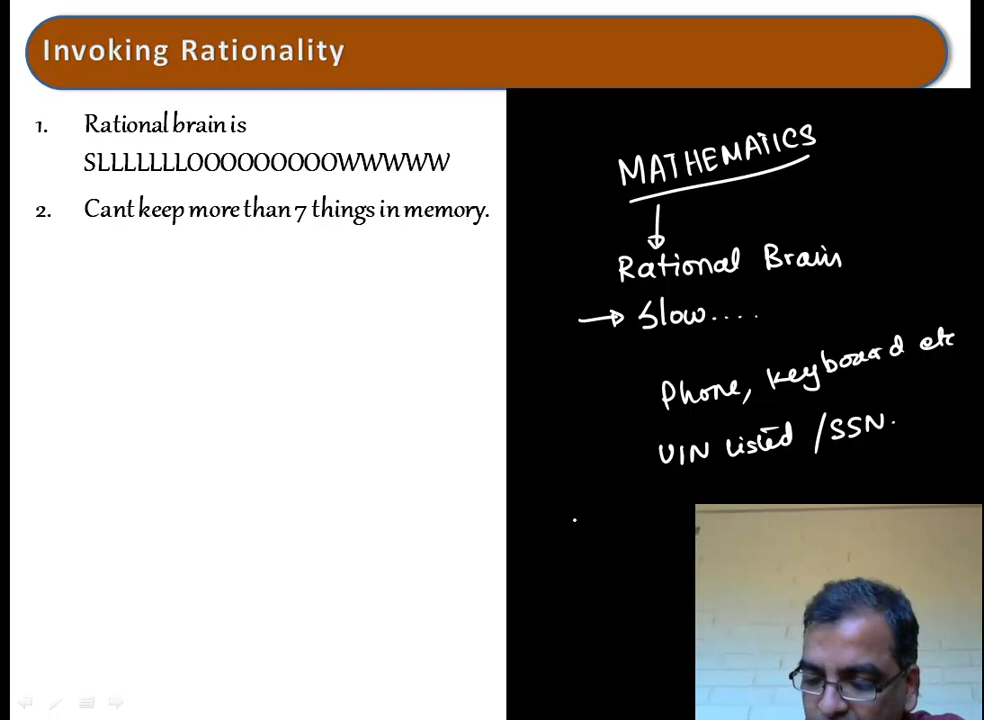 Invoking Rationality
1. Rational brain is
SLLLLLLLOOOOOOOOOWWWWW
2. Cant keep more than 7 things in memory.
MATHEMATICS
Rational Brain
→ Slow....
Phone, Keyboard etc
VIN listed /SSN.